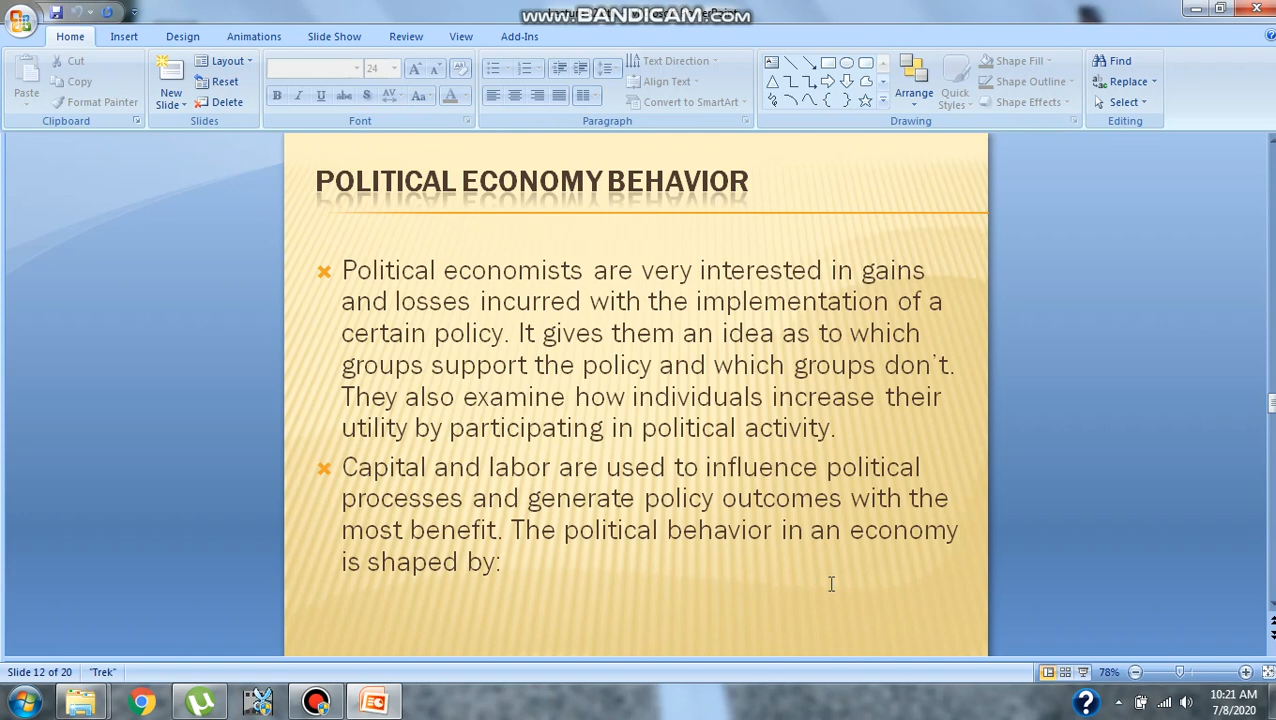 www.BANDICAM.com
Home Insert Design Animations Slide Show Review View Add-Ins
Paste
Cut
Copy
Format Painter
Clipboard
New Slide
Layout
Reset
Delete
Slides
24
B I U abc S AV Aa A
Font
Text Direction
Align Text
Convert to SmartArt
Paragraph
Arrange
Quick Styles
Shape Fill
Shape Outline
Shape Effects
Drawing
Find
Replace
Select
Editing
POLITICAL ECONOMY BEHAVIOR
Political economists are very interested in gains
and losses incurred with the implementation of a
certain policy. It gives them an idea as to which
groups support the policy and which groups don't.
They also examine how individuals increase their
utility by participating in political activity.
Capital and labor are used to influence political
processes and generate policy outcomes with the
most benefit. The political behavior in an economy
is shaped by:
Slide 12 of 20 "Trek" 78%
10:21 AM
7/8/2020